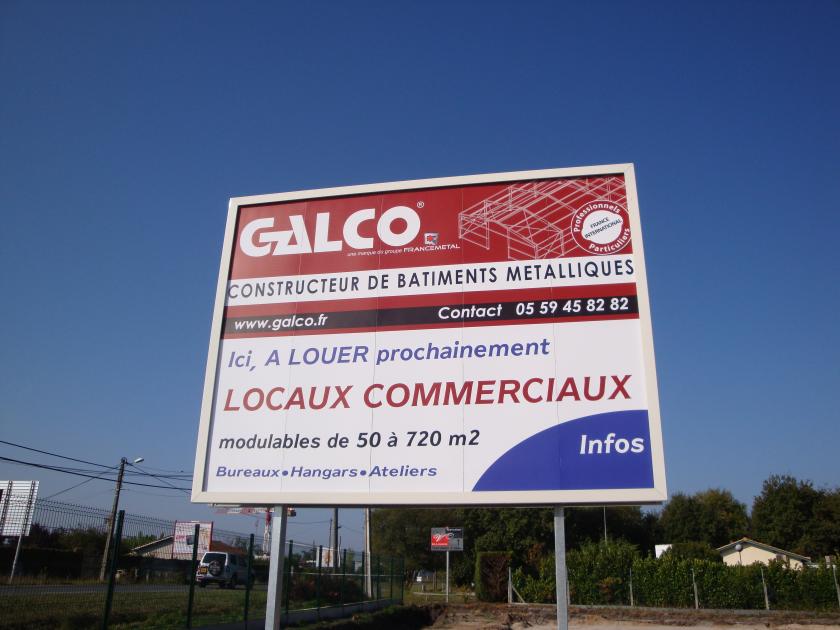 GALCO®
une marque du groupe FRANCEMETAL
Professionnels
FRANCE
INTERNATIONAL
Particuliers
CONSTRUCTEUR DE BATIMENTS METALLIQUES
www.galco.fr Contact 05 59 45 82 82
Ici, A LOUER prochainement
LOCAUX COMMERCIAUX
modulables de 50 à 720 m2
Infos
Bureaux•Hangars•Ateliers